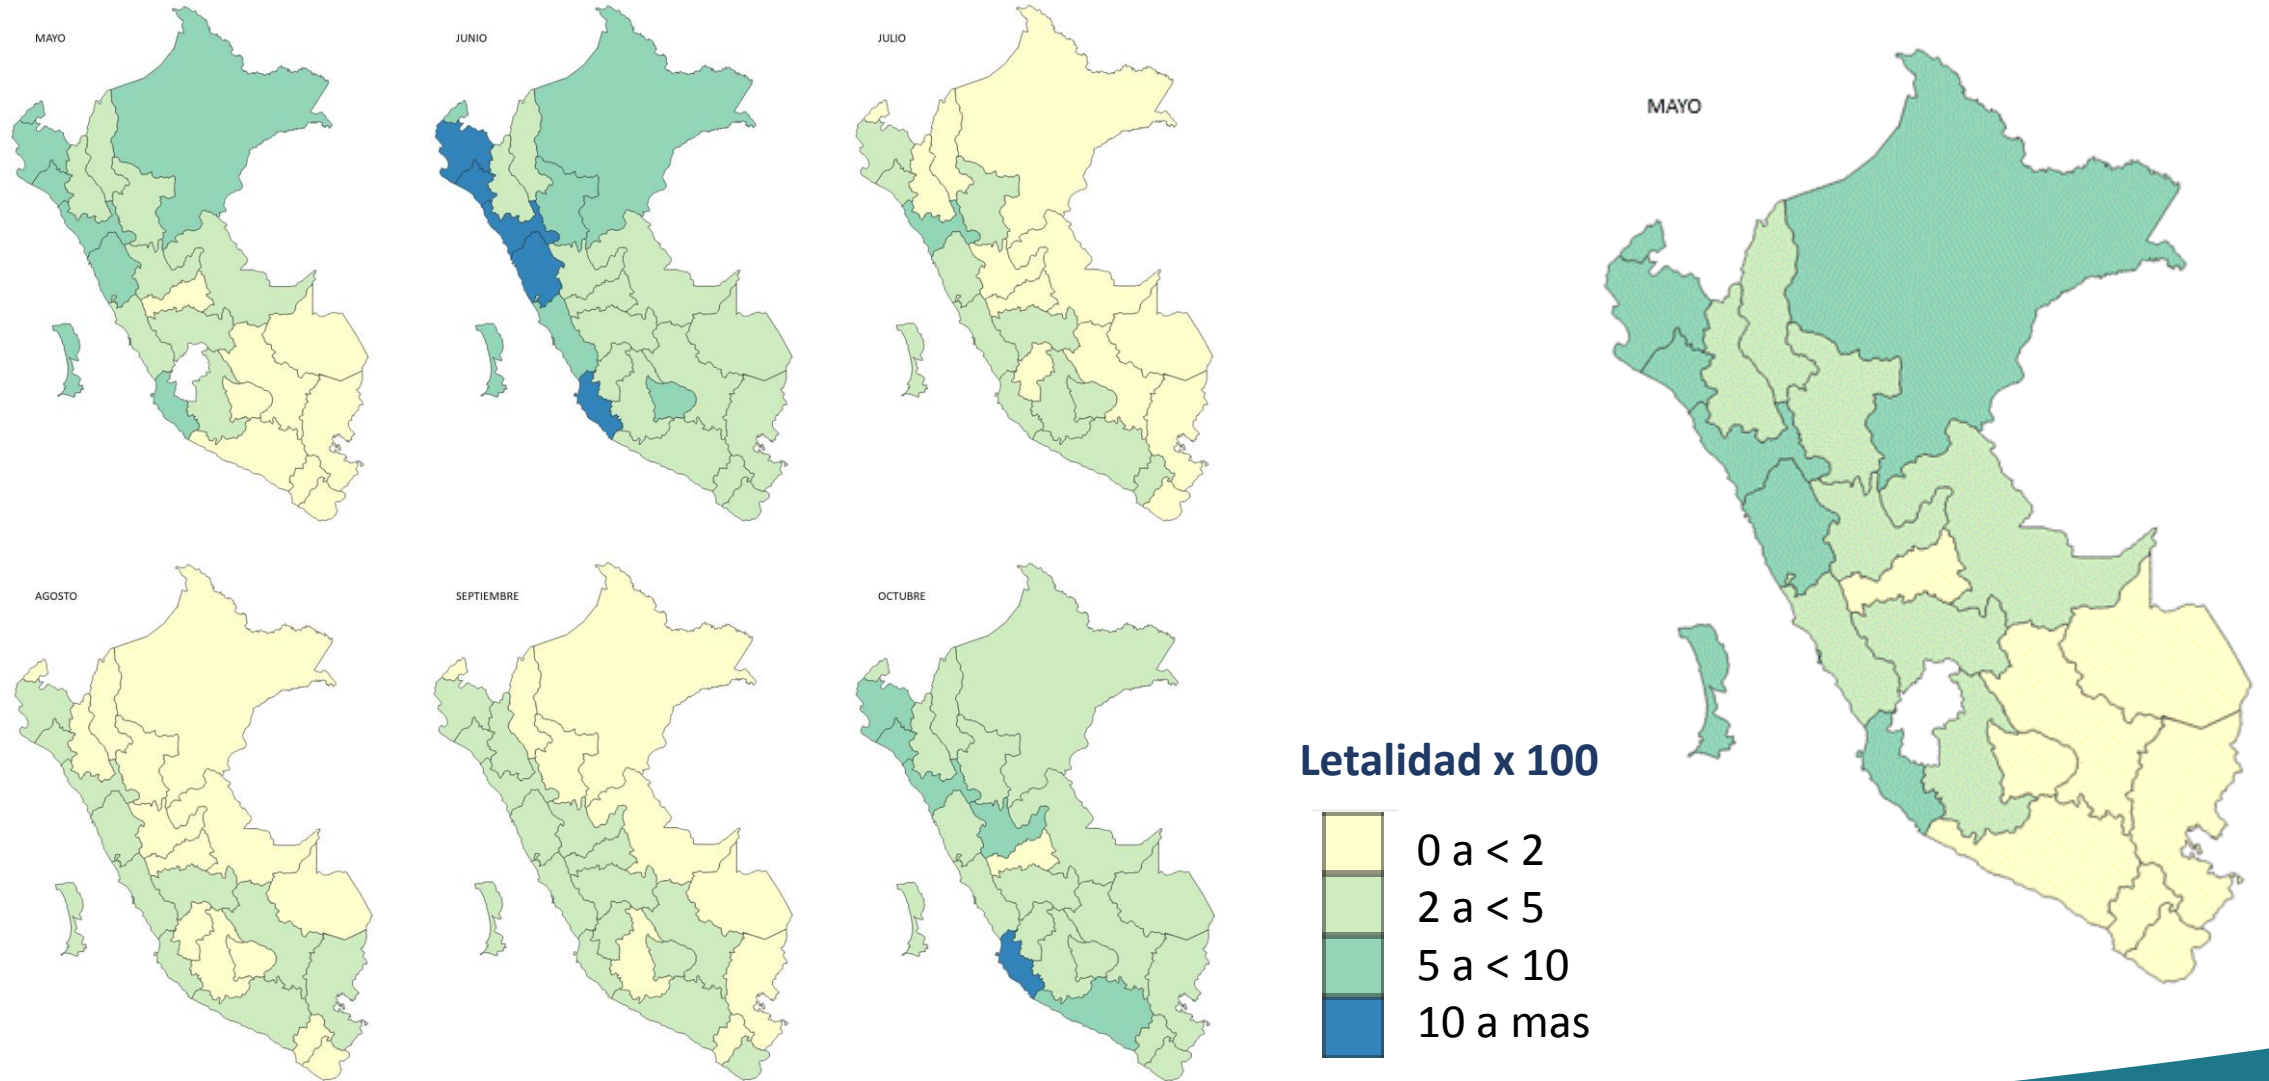 MAYO
JUNIO
JULIO
MAYO
AGOSTO
SEPTIEMBRE
OCTUBRE
Letalidad x 100
0 a < 2
2 a < 5
5 a < 10
10 a mas